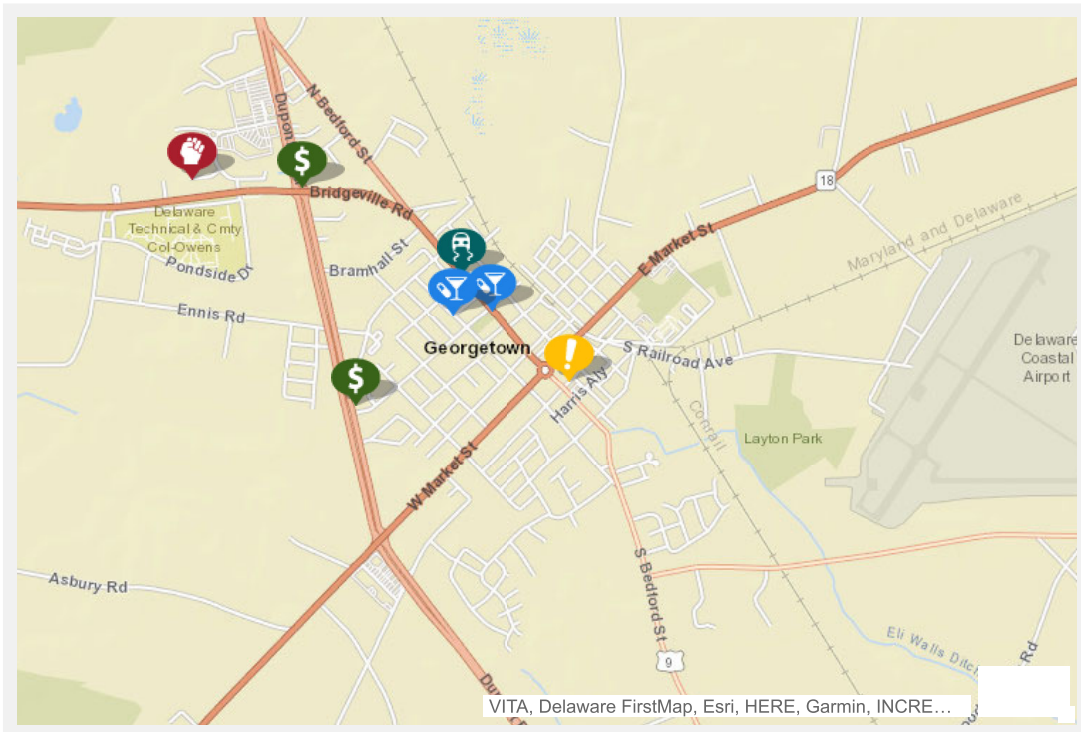 N Bedford St
Dupon
18
Bridgeville Rd
Delaware
Technical & Cmty
Col-Owens
Pondside Dr
Bramhall St
E Market St
Maryland and Delaware
Ennis Rd
Georgetown
S Railroad Ave
Delaware
Coastal
Airport
Harris Aly
Conrail
Layton Park
W Market St
Asbury Rd
S Bedford St
Eli Walls Ditc
Rd
9
VITA, Delaware FirstMap, Esri, HERE, Garmin, INCRE…